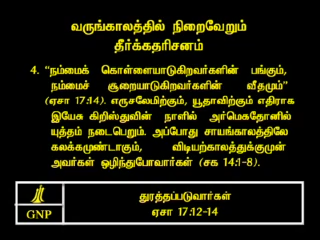 வருங்காலத்தில் நிறைவேறும்
தீர்க்கதரிசனம்
4. “நம்மைக் கொள்ளையாடுகிறவர்களின் பங்கும்,
நம்மைச் சூறையாடுகிறவர்களின் வீதமும்”
(ஏசா 17:14). எருசலேமிற்கும், யூதாவிற்கும் எதிராக
இயேசு கிறிஸ்துவின் நாளில் அர்மெகதோனில்
யுத்தம் நடைபெறும். அப்போது சாயங்காலத்திலே
கலக்கமுண்டாகும், விடியற்காலத்துக்குமுன்
அவர்கள் ஒழிந்துபோவார்கள் (சக 14:1-8).
GNP
துரத்தப்படுவார்கள்
ஏசா 17:12-14